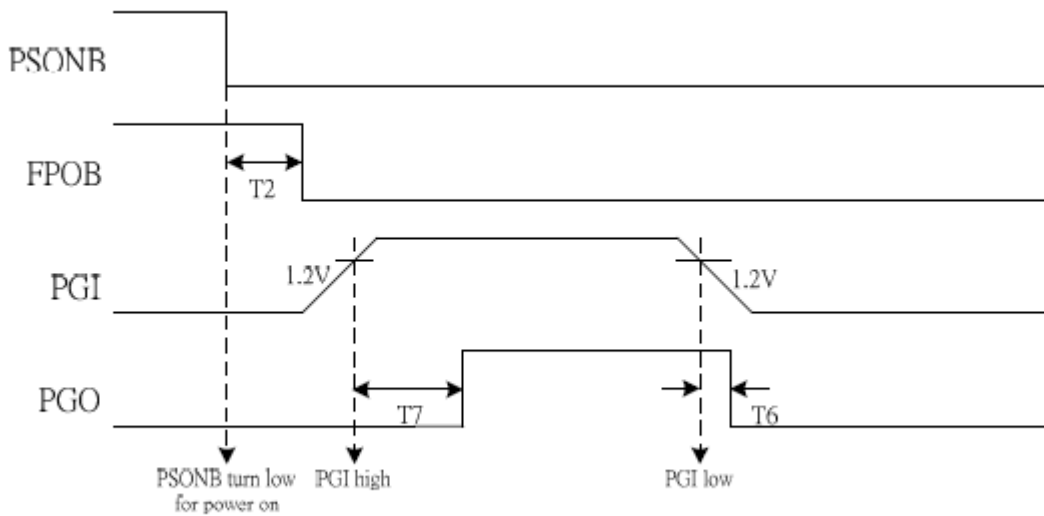 PSONB
FPOB
T2
1.2V
1.2V
PGI
PGO
T7
T6
PSONB turn low
for power on
PGI high
PGI low